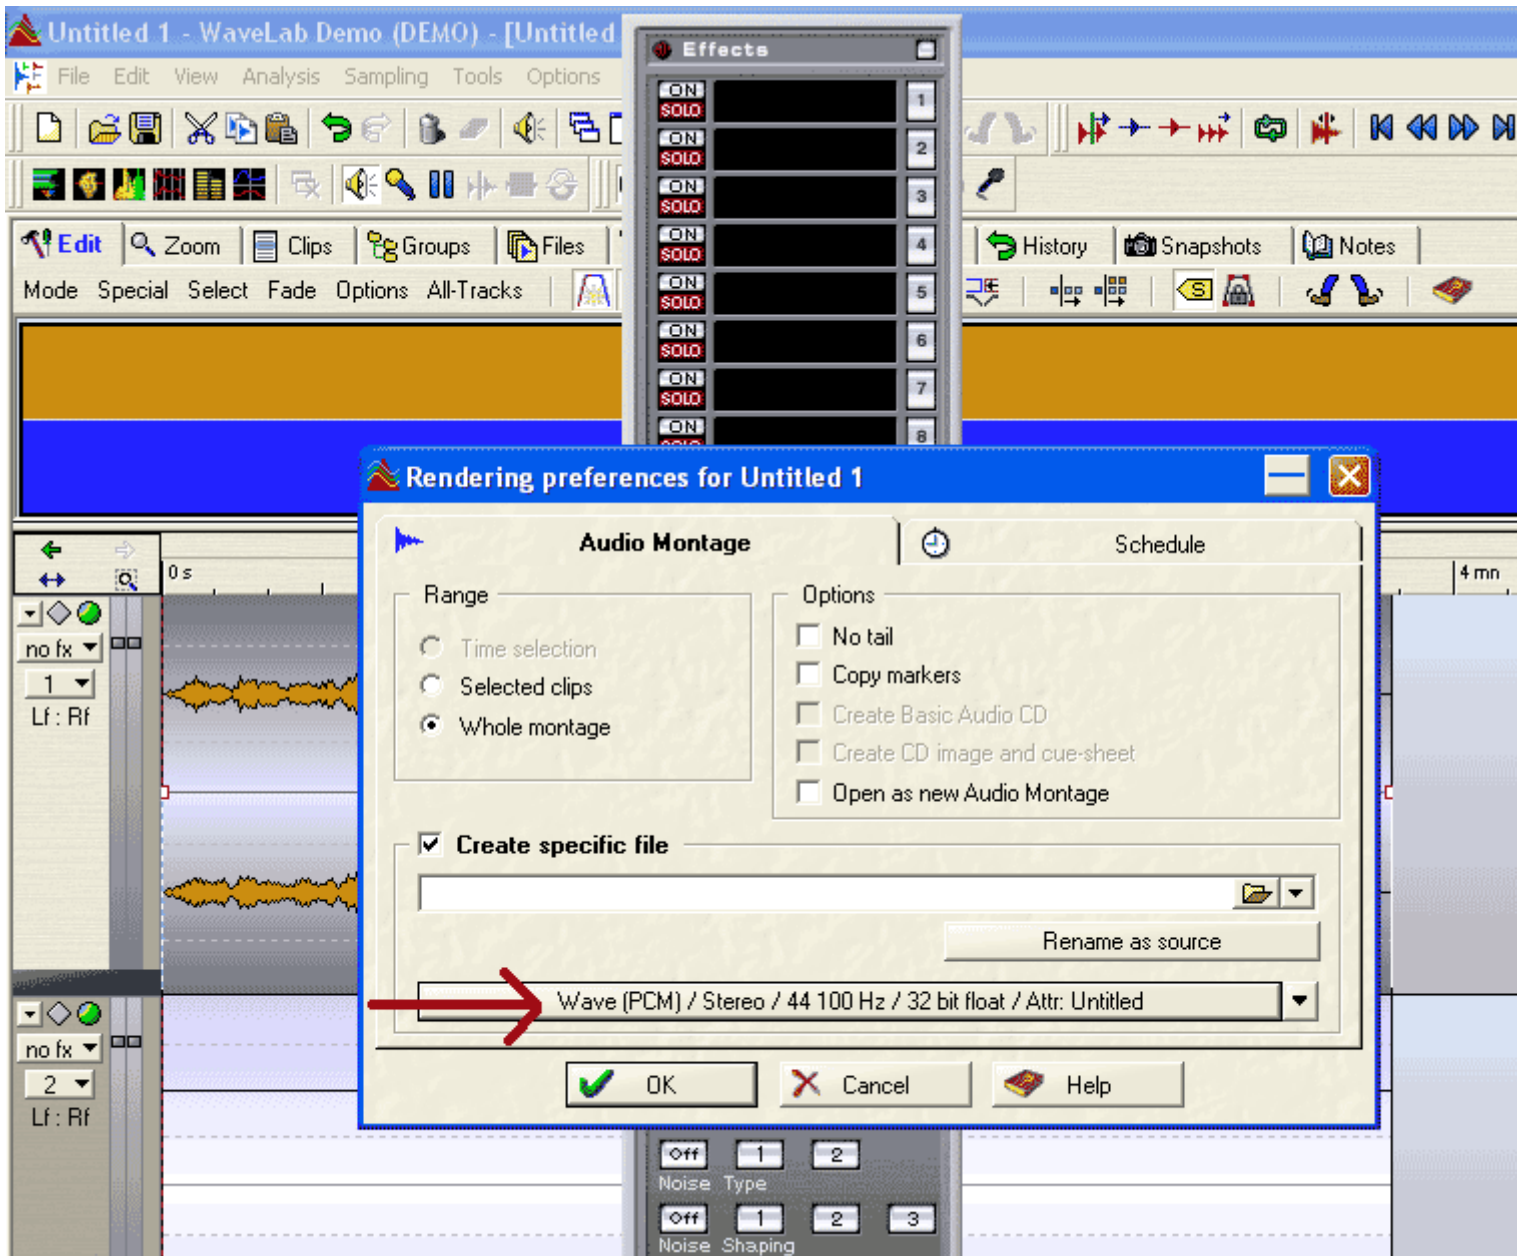 Untitled 1 - WaveLab Demo (DEMO) - [Untitled
Effects
File Edit View Analysis Sampling Tools Options
ON
SOLO
1
ON
SOLO
2
ON
SOLO
3
Edit Zoom Clips Groups Files
ON
SOLO
4
History Snapshots Notes
Mode Special Select Fade Options All-Tracks
ON
SOLO
5
S
ON
SOLO
6
ON
SOLO
7
ON
SOLO
8
Rendering preferences for Untitled 1
Audio Montage
Schedule
0 s
4 mn
Range
Options
Time selection
Selected clips
Whole montage
No tail
Copy markers
Create Basic Audio CD
Create CD image and cue-sheet
Open as new Audio Montage
no fx
1
Lf : Rf
Create specific file
Rename as source
Wave (PCM) / Stereo / 44 100 Hz / 32 bit float / Attr: Untitled
no fx
2
Lf : Rf
OK
Cancel
Help
Off 1 2
Noise Type
Off 1 2 3
Noise Shaping